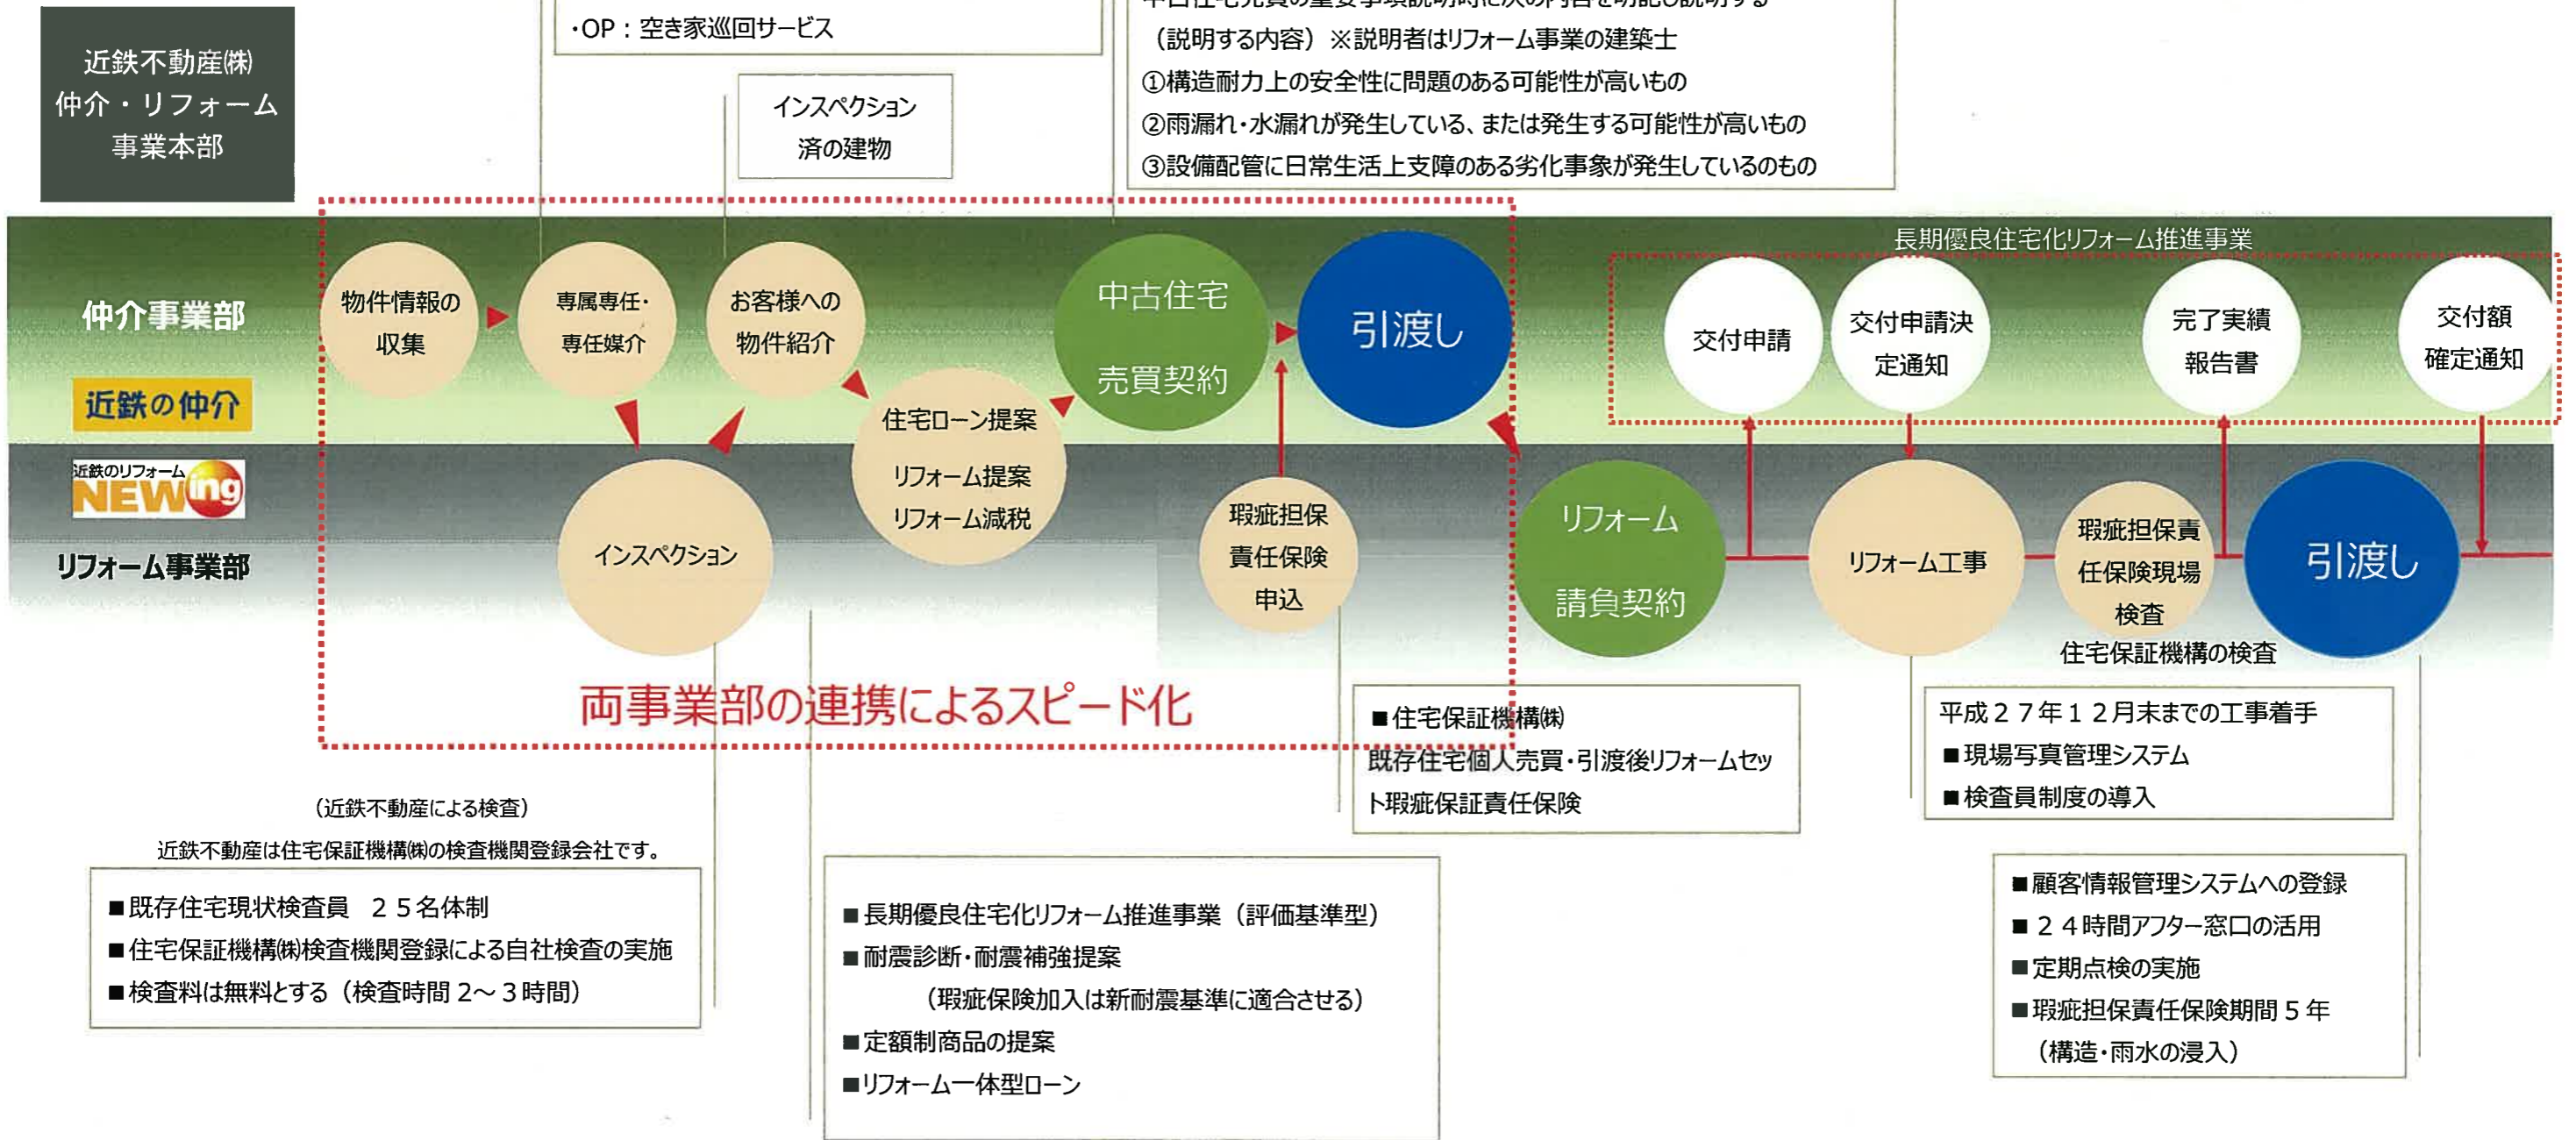 近鉄不動産㈱
仲介・リフォーム
事業本部
・OP：空き家巡回サービス
インスペクション
済の建物
中古住宅売買の重要事項説明時に次の内容を明記し説明する
（説明する内容）※説明者はリフォーム事業の建築士
①構造耐力上の安全性に問題のある可能性が高いもの
②雨漏れ・水漏れが発生している、または発生する可能性が高いもの
③設備配管に日常生活上支障のある劣化事象が発生しているのもの
長期優良住宅化リフォーム推進事業
仲介事業部
近鉄の仲介
物件情報の
収集
専属専任・
専任媒介
お客様への
物件紹介
住宅ローン提案
リフォーム提案
リフォーム減税
中古住宅
売買契約
引渡し
交付申請
交付申請決
定通知
完了実績
報告書
交付額
確定通知
近鉄のリフォーム
NEWing
リフォーム事業部
インスペクション
瑕疵担保
責任保険
申込
リフォーム
請負契約
リフォーム工事
瑕疵担保責
任保険現場
検査
住宅保証機構の検査
引渡し
両事業部の連携によるスピード化
■住宅保証機構㈱
既存住宅個人売買・引渡後リフォームセッ
ト瑕疵保証責任保険
平成２７年１２月末までの工事着手
■現場写真管理システム
■検査員制度の導入
（近鉄不動産による検査）
近鉄不動産は住宅保証機構㈱の検査機関登録会社です。
■既存住宅現状検査員　２５名体制
■住宅保証機構㈱検査機関登録による自社検査の実施
■検査料は無料とする（検査時間２～３時間）
■長期優良住宅化リフォーム推進事業（評価基準型）
■耐震診断・耐震補強提案
（瑕疵保険加入は新耐震基準に適合させる）
■定額制商品の提案
■リフォーム一体型ローン
■顧客情報管理システムへの登録
■２４時間アフター窓口の活用
■定期点検の実施
■瑕疵担保責任保険期間５年
（構造・雨水の浸入）